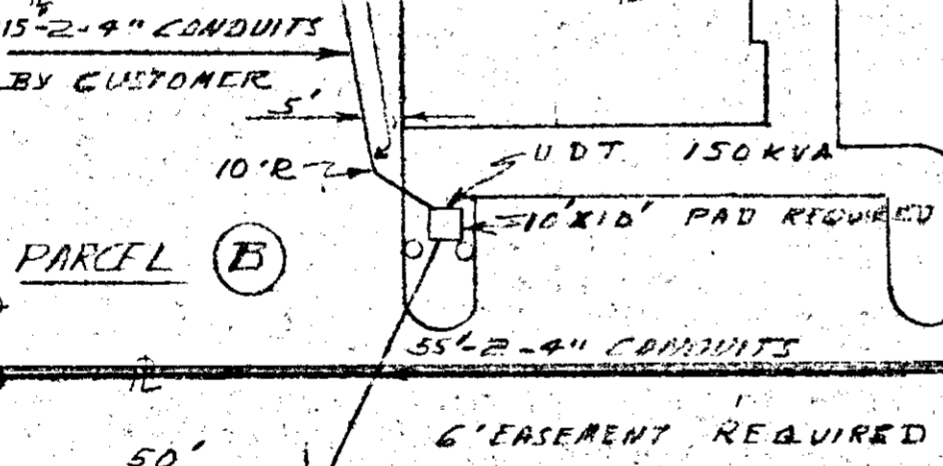 15-2-4" CONDUITS
BY CUSTOMER
5'
10'R
UDT 150KVA
10'X10' PAD REQUIRED
PARCEL B
55'-2-4" CONDUITS
6' EASEMENT REQUIRED
50'